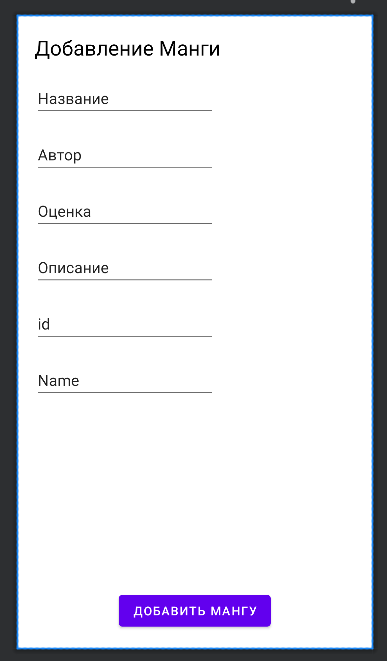 Добавление Манги
Название
Автор
Оценка
Описание
id
Name
ДОБАВИТЬ МАНГУ